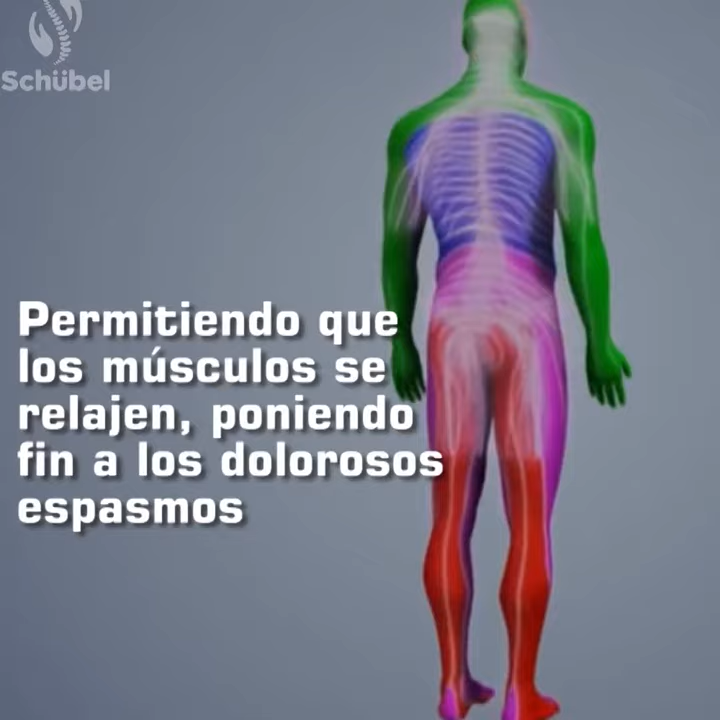 Schübel
Permitiendo que
los músculos se
relajen, poniendo
fin a los dolorosos
espasmos